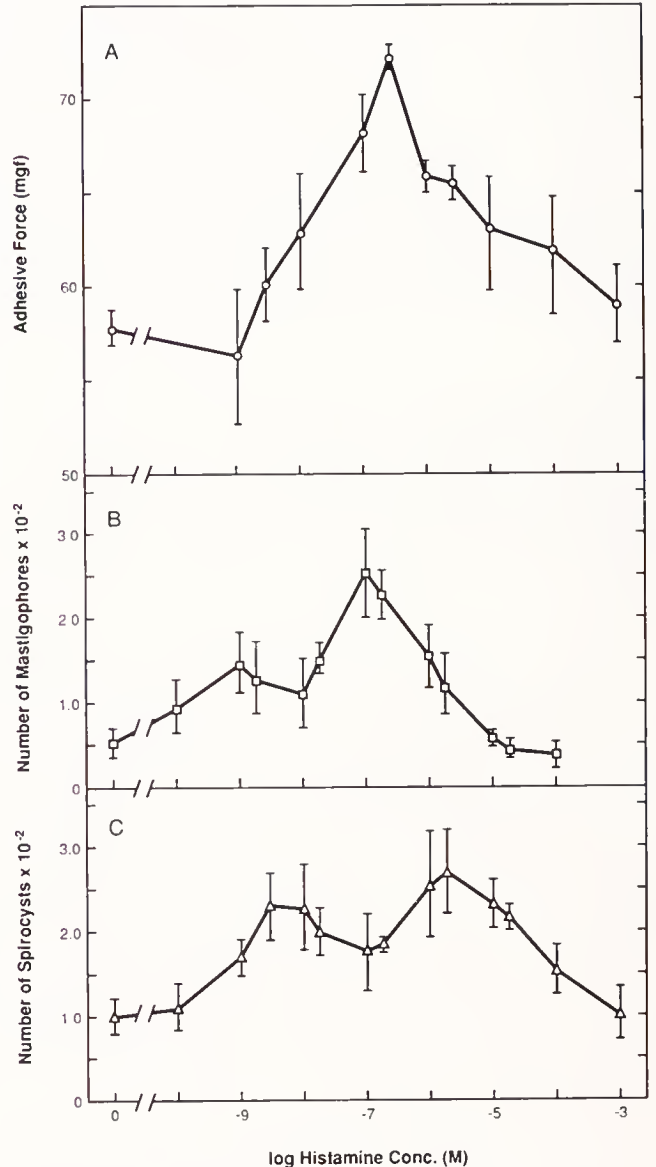 A
Adhesive Force (mgf)
70
60
50
B
Number of Mastigophores x 10-2
3 0
2 0
1.0
0
C
Number of Spirocysts x 10-2
3.0
2.0
1 0
0
0 -9 -7 -5 -3
log Histamine Conc. (M)